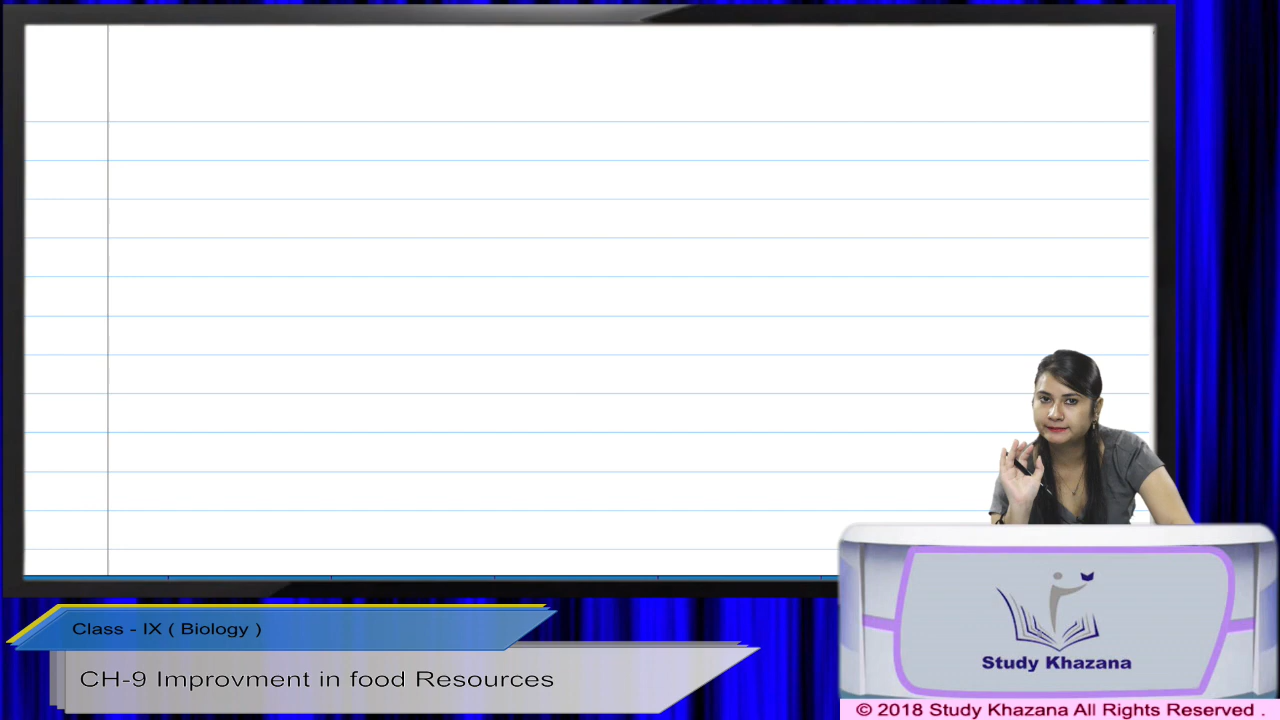 Class - IX ( Biology )
CH-9 Improvment in food Resources
Study Khazana
© 2018 Study Khazana All Rights Reserved .